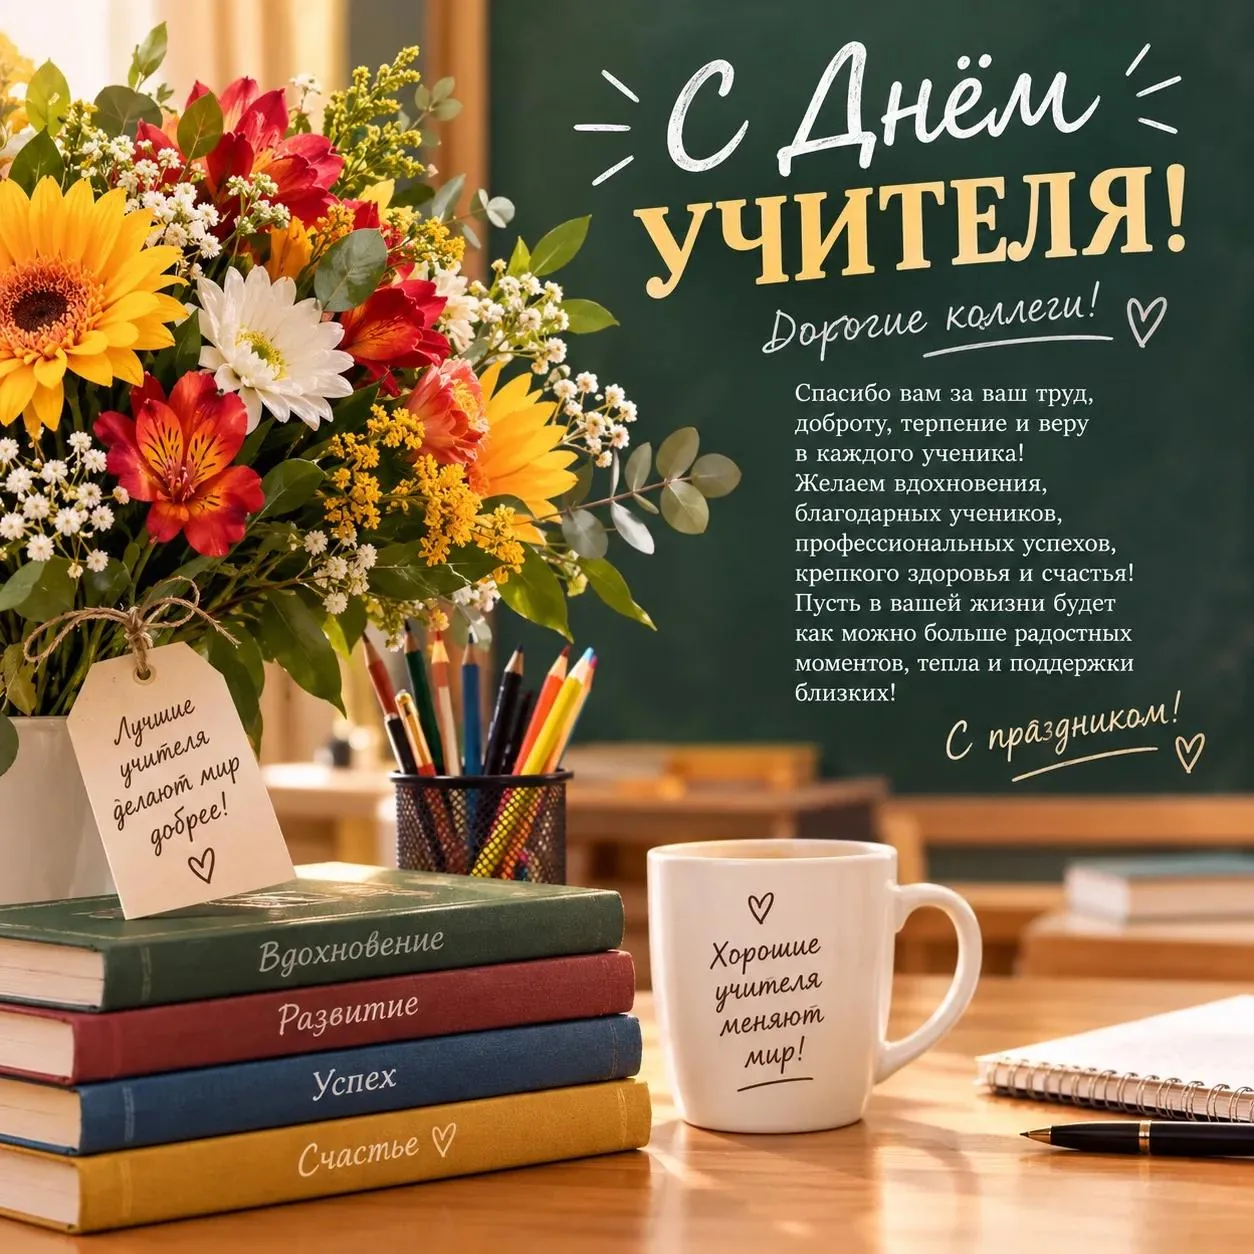 С Днём
УЧИТЕЛЯ!
Дорогие коллеги!
Спасибо вам за ваш труд,
доброту, терпение и веру
в каждого ученика!
Желаем вдохновения,
благодарных учеников,
профессиональных успехов,
крепкого здоровья и счастья!
Пусть в вашей жизни будет
как можно больше радостных
моментов, тепла и поддержки
близких!
С праздником!
Лучшие
учителя
делают мир
добрее!
Вдохновение
Развитие
Успех
Счастье
Хорошие
учителя
меняют
мир!